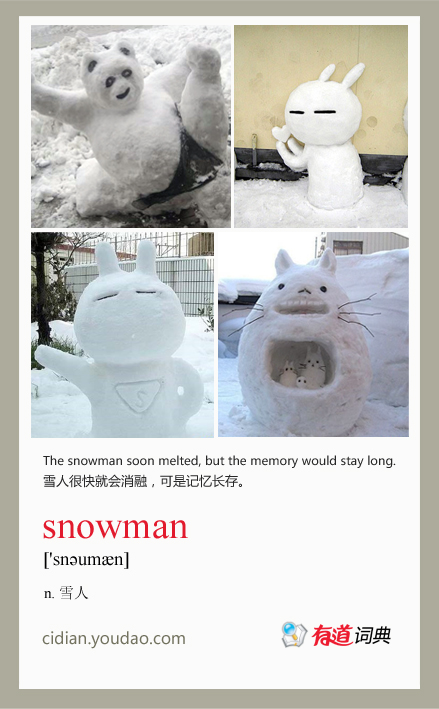 The snowman soon melted, but the memory would stay long.
雪人很快就会消融，可是记忆长存。
snowman
['snəumæn]
n. 雪人
cidian.youdao.com
有道词典